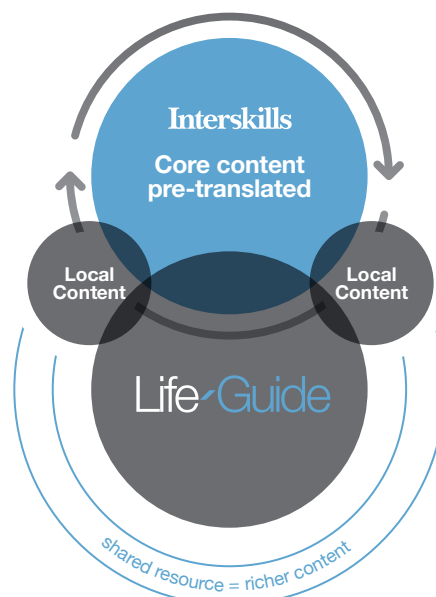 Interskills
Core content
pre-translated
Local
Content
Local
Content
Life Guide
shared resource = richer content